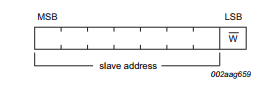 MSB LSB
W̅
slave address
002aag659